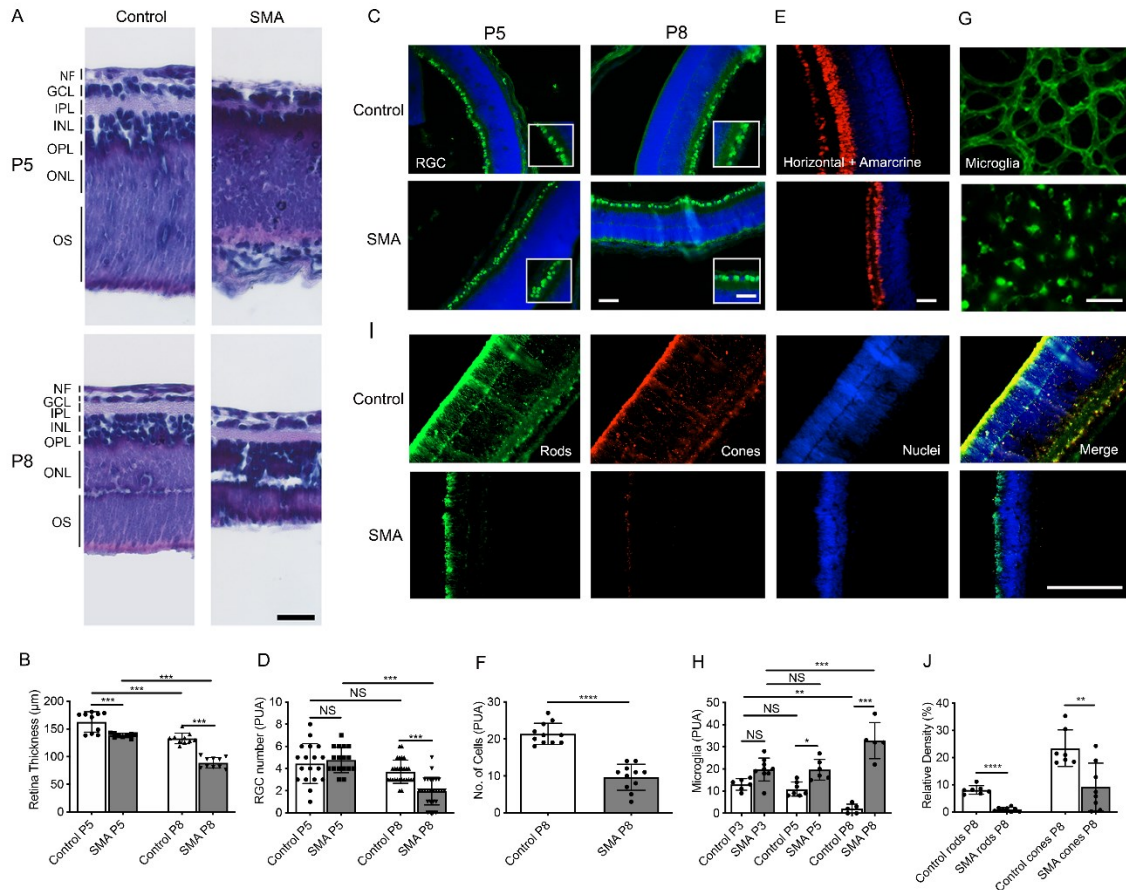 A
Control
SMA
NF
GCL
IPL
INL
OPL
ONL
OS
P5
NF
GCL
IPL
INL
OPL
ONL
OS
P8
C
P5
P8
Control
RGC
SMA
E
Horizontal + Amarcrine
G
Microglia
I
Control
Rods
Cones
Nuclei
Merge
SMA
B
Retina Thickness (µm)
200
150
100
50
0
***
***
***
***
Control P5
SMA P5
Control P8
SMA P8
D
RGC number (PUA)
10
8
6
4
2
0
***
NS
NS
***
Control P5
SMA P5
Control P8
SMA P8
F
No. of Cells (PUA)
40
30
20
10
0
****
Control P8
SMA P8
H
Microglia (PUA)
50
40
30
20
10
0
***
NS
**
NS
***
NS
*
Control P3
SMA P3
Control P5
SMA P5
Control P8
SMA P8
J
Relative Density (%)
50
40
30
20
10
0
**
****
Control rods P8
SMA rods P8
Control cones P8
SMA cones P8